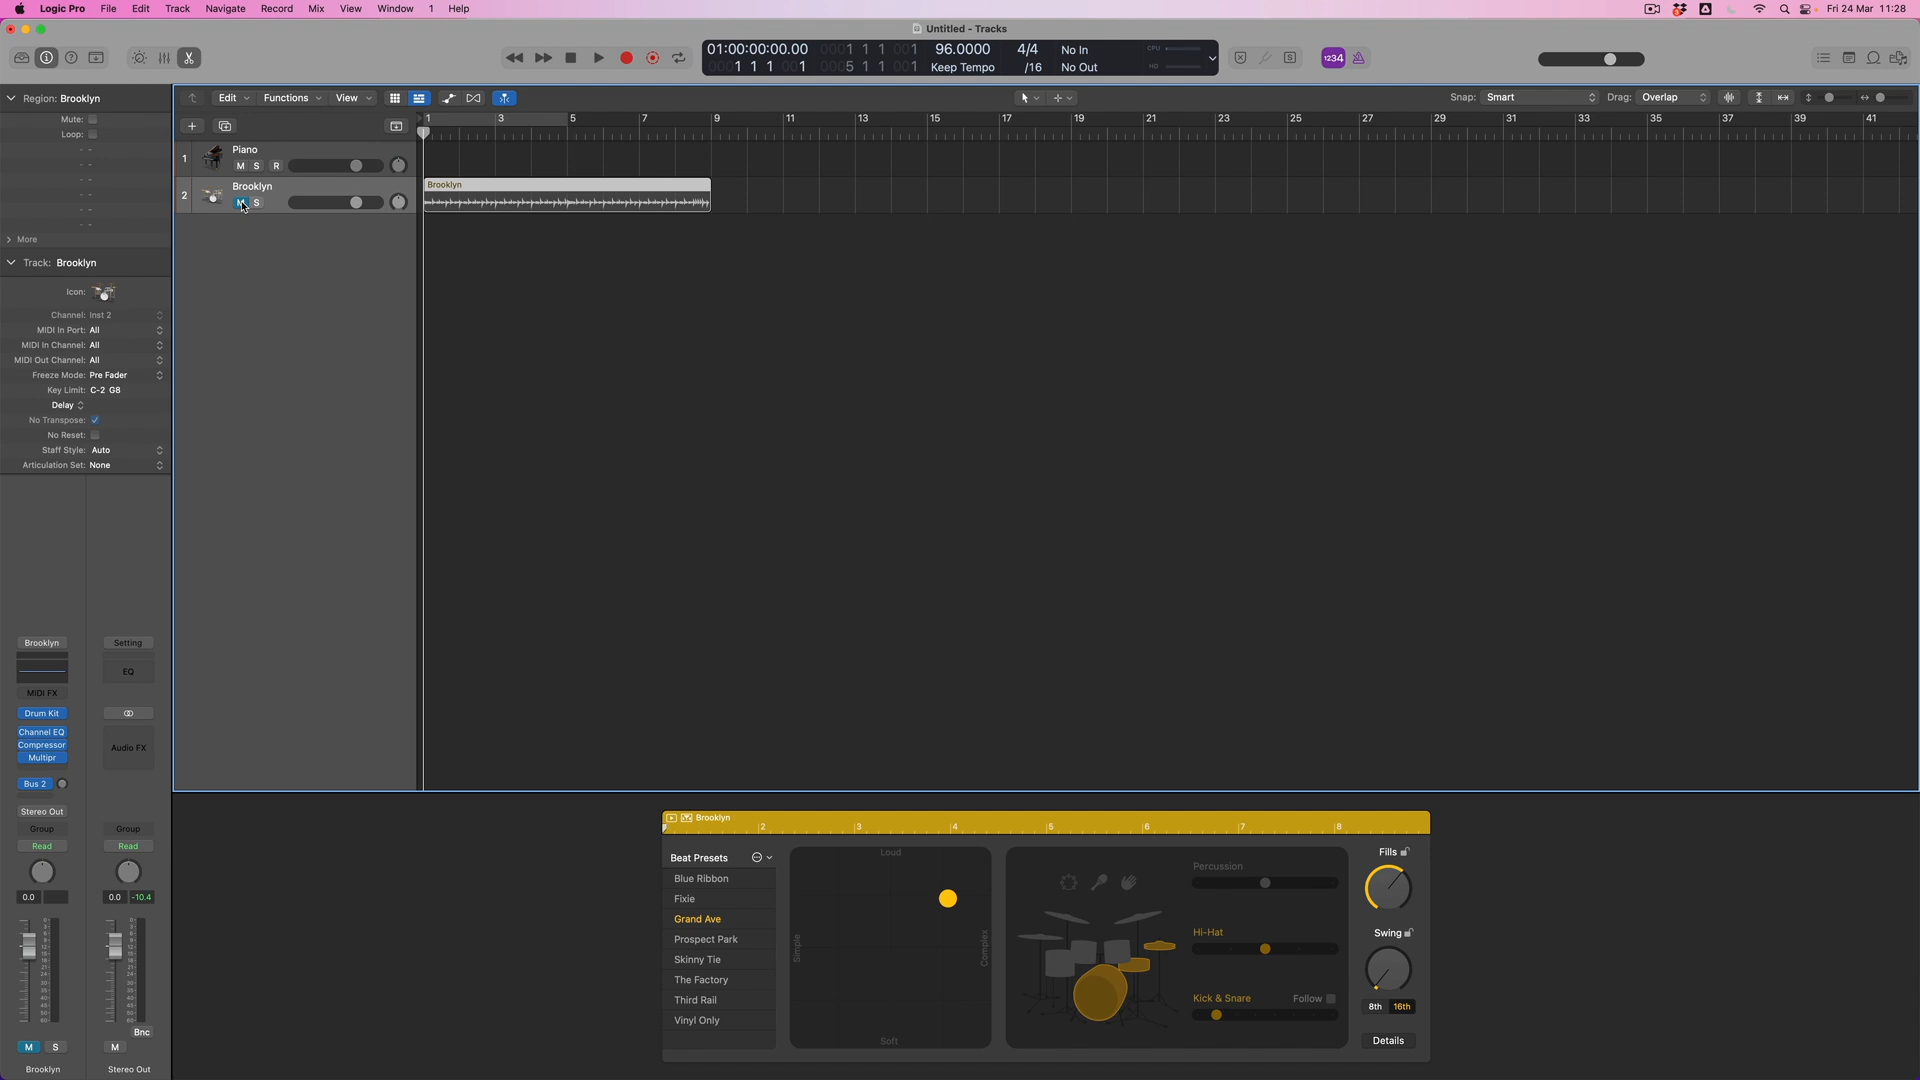 Logic Pro File Edit Track Navigate Record Mix View Window 1 Help Fri 24 Mar 11:28
Untitled - Tracks
01:00:00:00.00 0001 1 1 001 96.0000 4/4 No In CPU
0001 1 1 001 0005 1 1 001 Keep Tempo /16 No Out HD
1234
Region: Brooklyn
Edit Functions View Snap: Smart Drag: Overlap
Mute:
Loop:
1 3 5 7 9 11 13 15 17 19 21 23 25 27 29 31 33 35 37 39 41
1 Piano
M S R
2 Brooklyn
M S
Brooklyn
More
Track: Brooklyn
Icon:
Channel: Inst 2
MIDI In Port: All
MIDI In Channel: All
MIDI Out Channel: All
Freeze Mode: Pre Fader
Key Limit: C-2 G8
Delay
No Transpose:
No Reset:
Staff Style: Auto
Articulation Set: None
Brooklyn Setting
EQ
MIDI FX
Drum Kit
Channel EQ
Compressor
Multipr
Audio FX
Bus 2
Stereo Out
Group Group
Read Read
0.0 0.0 -10.4
Bnc
M S M
Brooklyn Stereo Out
Brooklyn
2 3 4 5 6 7 8
Beat Presets
Blue Ribbon
Fixie
Grand Ave
Prospect Park
Skinny Tie
The Factory
Third Rail
Vinyl Only
Loud
Simple
Complex
Soft
Percussion
Hi-Hat
Kick & Snare Follow
Fills
Swing
8th 16th
Details